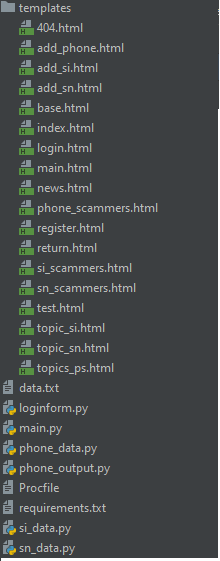 templates
404.html
add_phone.html
add_si.html
add_sn.html
base.html
index.html
login.html
main.html
news.html
phone_scammers.html
register.html
return.html
si_scammers.html
sn_scammers.html
test.html
topic_si.html
topic_sn.html
topics_ps.html
data.txt
loginform.py
main.py
phone_data.py
phone_output.py
Procfile
requirements.txt
si_data.py
sn_data.py